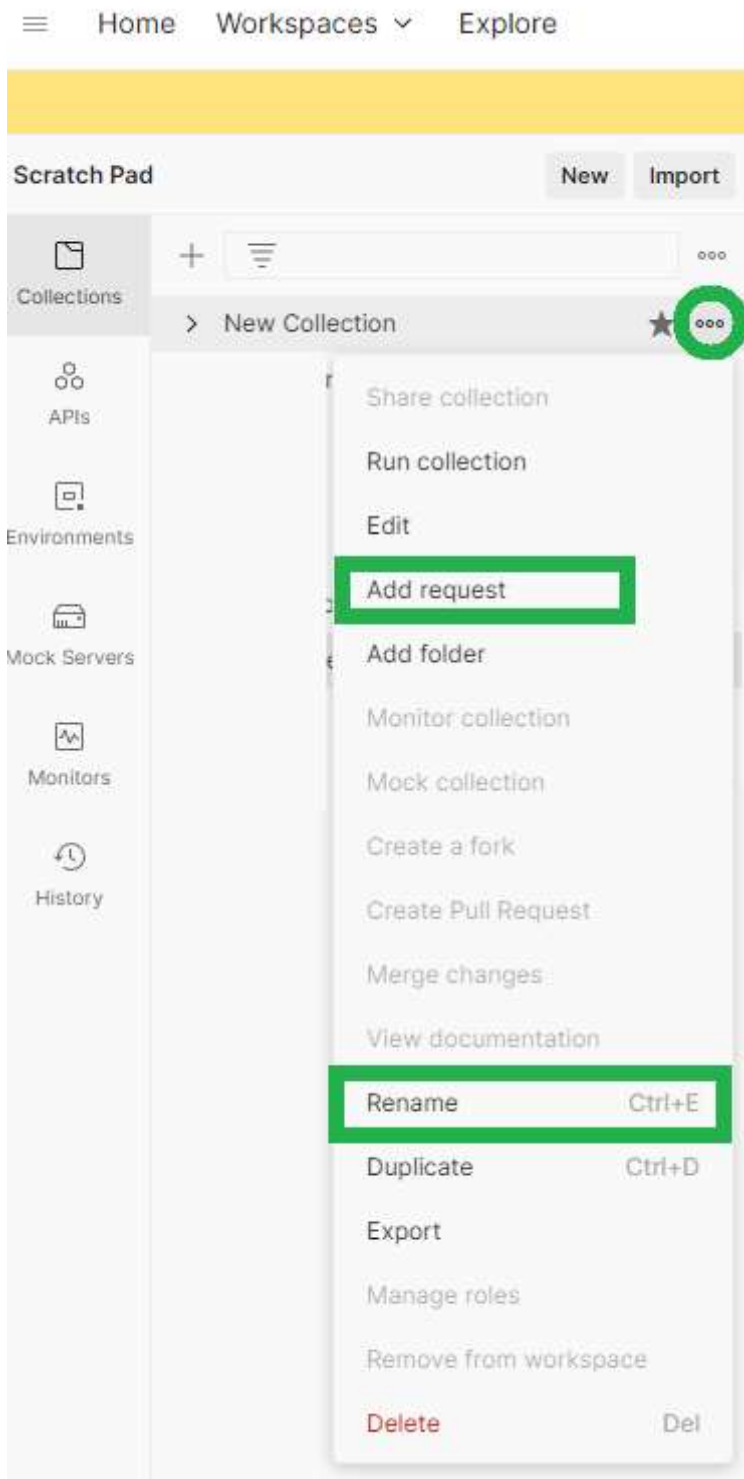 Home Workspaces Explore
Scratch Pad New Import
Collections
New Collection
APIs
Environments
Mock Servers
Monitors
History
Share collection
Run collection
Edit
Add request
Add folder
Monitor collection
Mock collection
Create a fork
Create Pull Request
Merge changes
View documentation
Rename Ctrl+E
Duplicate Ctrl+D
Export
Manage roles
Remove from workspace
Delete Del